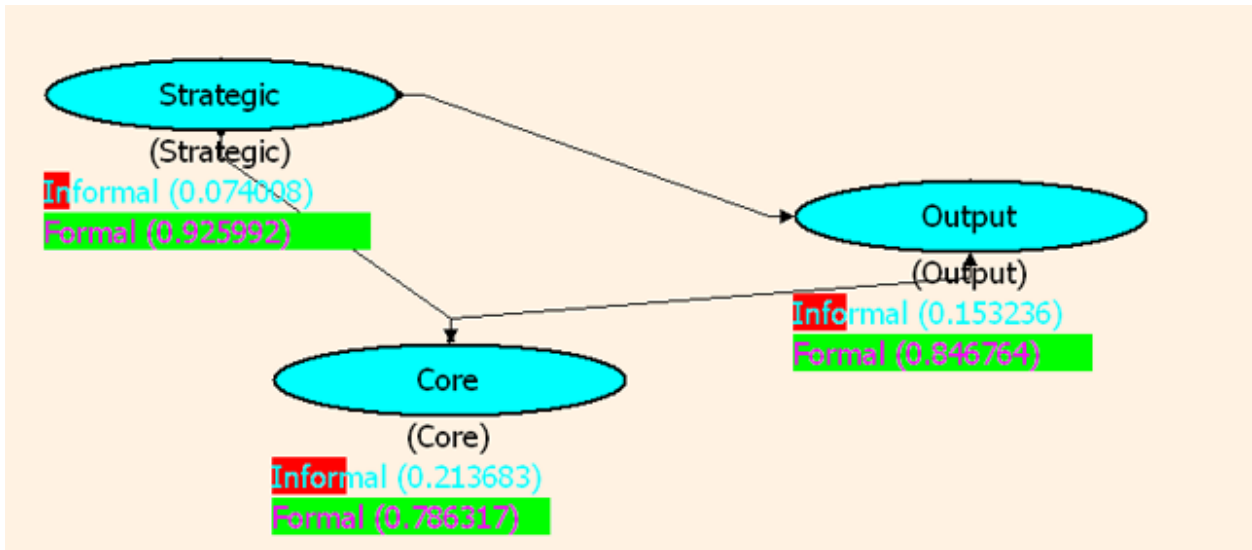 Strategic
(Strategic)
Informal (0.074008)
Formal (0.925992)
Output
(Output)
Informal (0.153236)
Formal (0.846764)
Core
(Core)
Informal (0.213683)
Formal (0.786317)